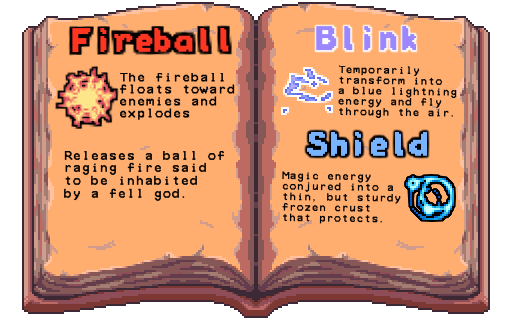 Fireball
The fireball
floats toward
enemies and
explodes
Releases a ball of
raging fire said
to be inhabited
by a fell god.
Blink
Temporarily
transform into
a blue lightning
energy and fly
through the air.
Shield
Magic energy
conjured into a
thin, but sturdy
frozen crust
that protects.